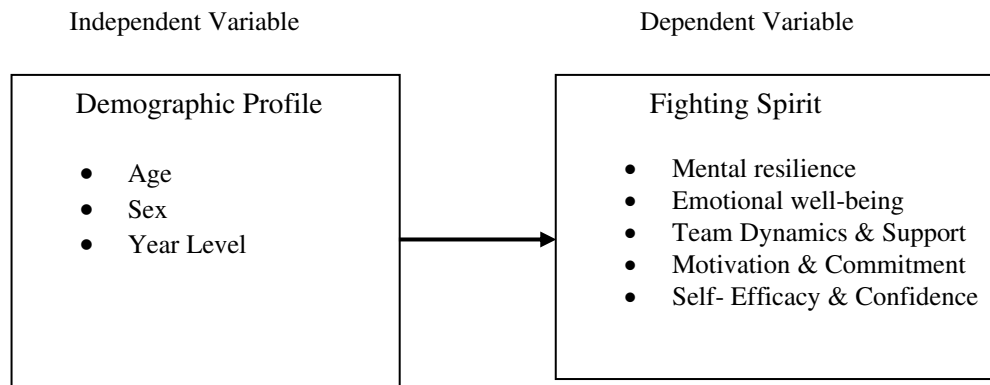 Independent Variable
Dependent Variable
Demographic Profile
• Age
• Sex
• Year Level
Fighting Spirit
• Mental resilience
• Emotional well-being
• Team Dynamics & Support
• Motivation & Commitment
• Self- Efficacy & Confidence